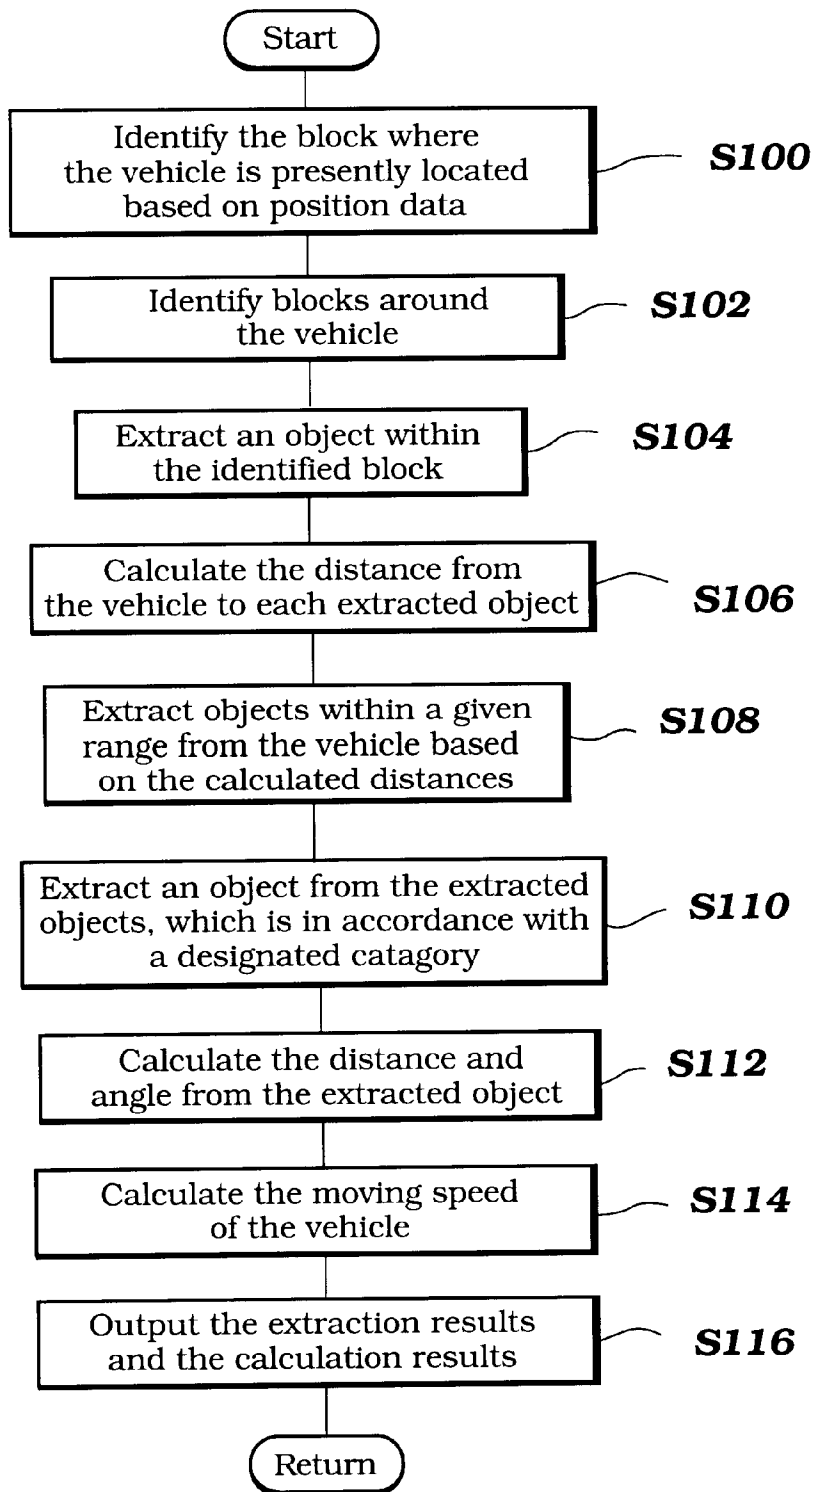 Start
Identify the block where
the vehicle is presently located
based on position data
S100
Identify blocks around
the vehicle
S102
Extract an object within
the identified block
S104
Calculate the distance from
the vehicle to each extracted object
S106
Extract objects within a given
range from the vehicle based
on the calculated distances
S108
Extract an object from the extracted
objects, which is in accordance with
a designated catagory
S110
Calculate the distance and
angle from the extracted object
S112
Calculate the moving speed
of the vehicle
S114
Output the extraction results
and the calculation results
S116
Return